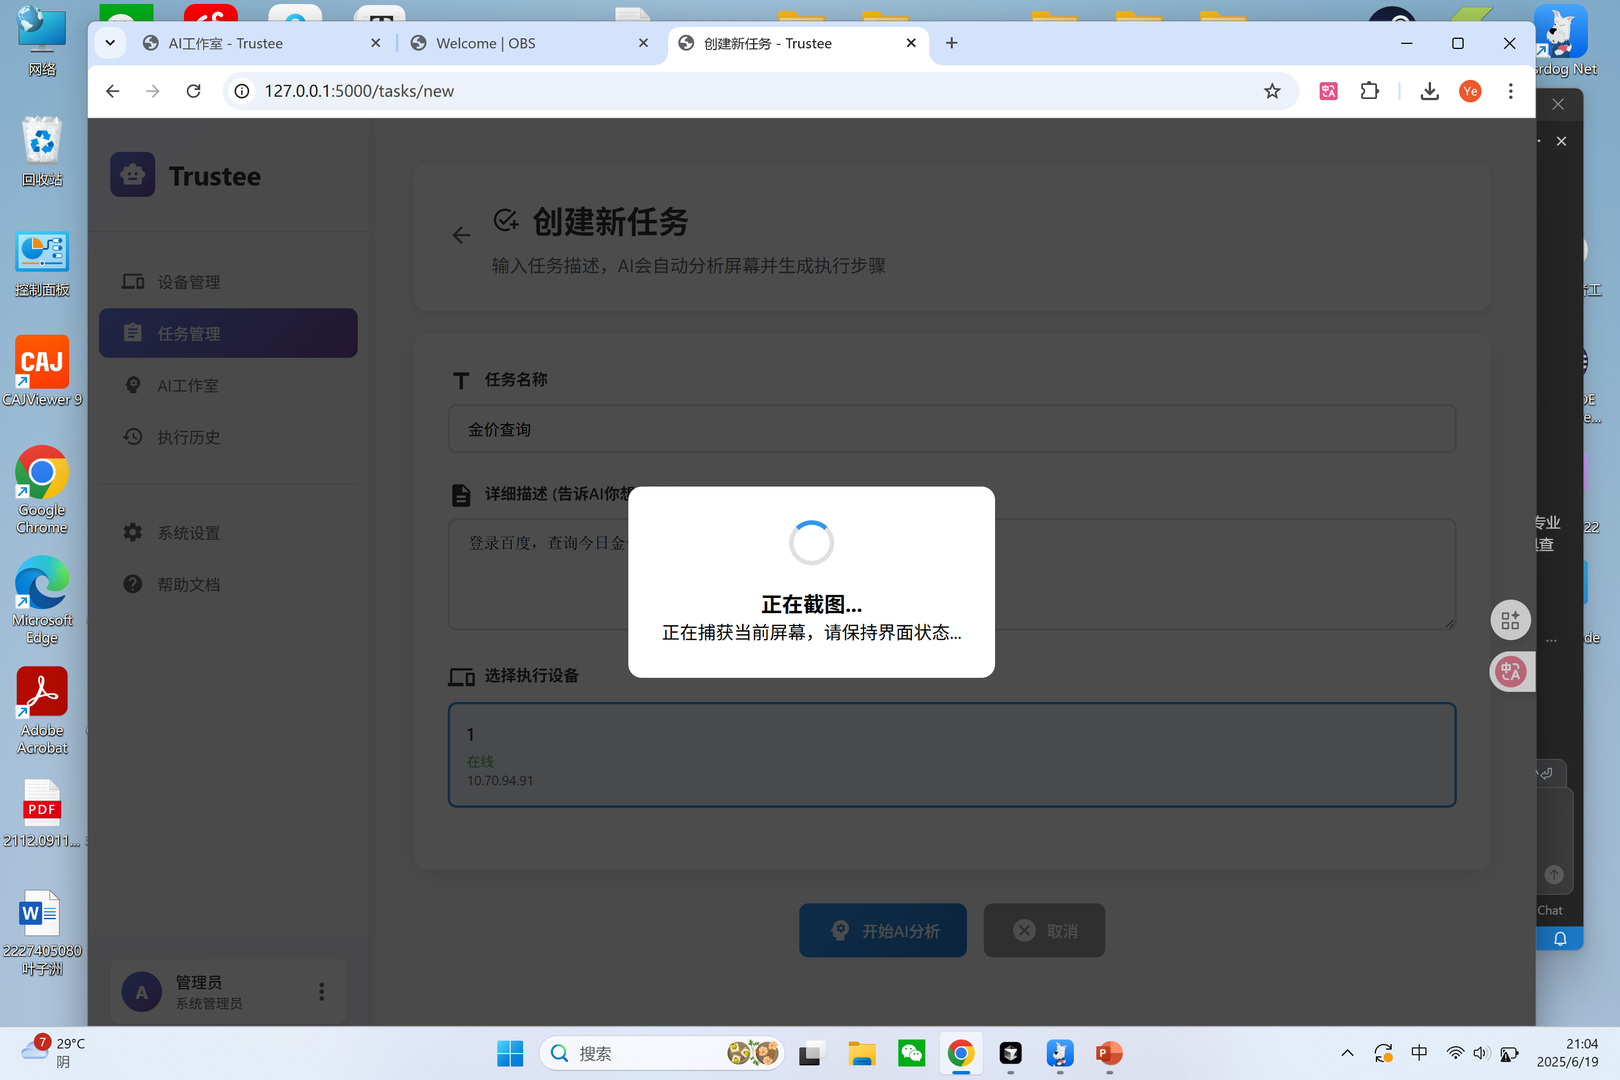 网络
回收站
控制面板
CAJ
CAJViewer 9
Google
Chrome
Microsoft
Edge
Adobe
Acrobat
PDF
2112.0911...
W
2227405080
叶子洲
AI工作室 - Trustee
Welcome | OBS
创建新任务 - Trustee
127.0.0.1:5000/tasks/new
Ye
Trustee
设备管理
任务管理
AI工作室
执行历史
系统设置
帮助文档
A
管理员
系统管理员
创建新任务
输入任务描述，AI会自动分析屏幕并生成执行步骤
任务名称
金价查询
详细描述 (告诉AI你想
登录百度，查询今日金
正在截图...
正在捕获当前屏幕，请保持界面状态...
选择执行设备
1
在线
10.70.94.91
开始AI分析
取消
rdog Net
专业
查
22
de
Chat
7
29°C
阴
搜索
中
21:04
2025/6/19